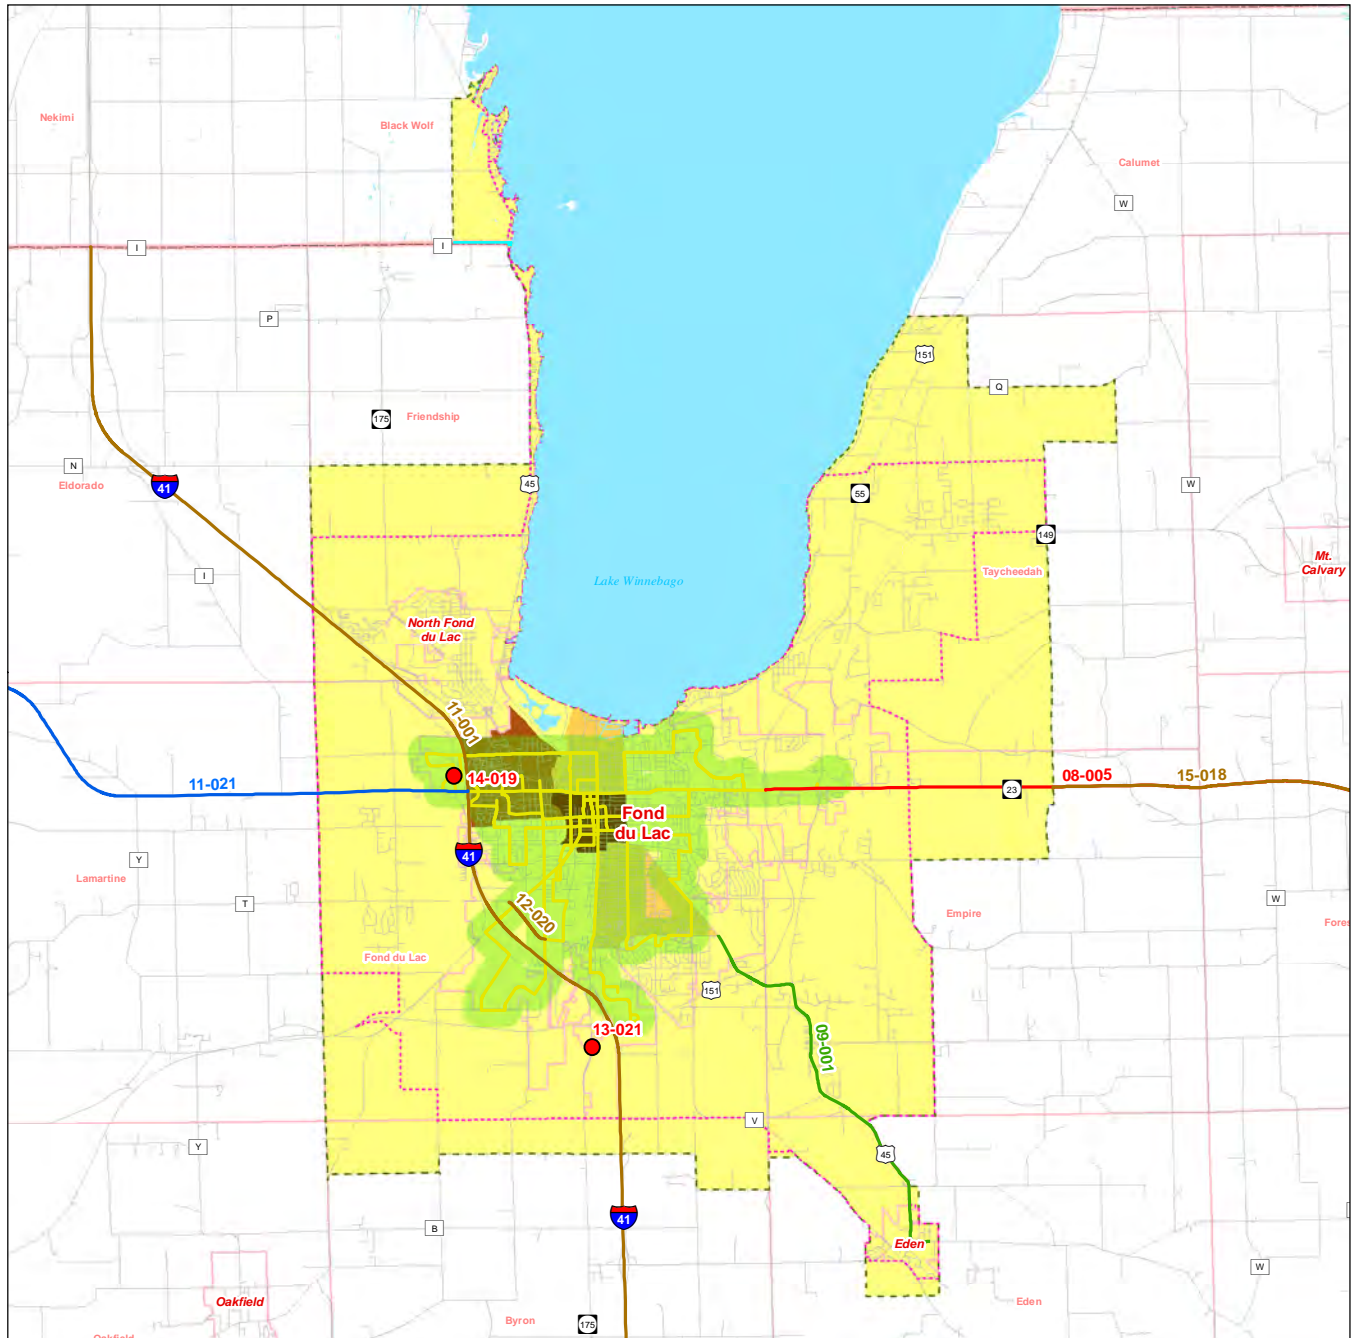 Nekimi
Black Wolf
Calumet
W
I
I
P
151
Q
175
Friendship
N
Eldorado
41
45
55
W
149
Mt.
Calvary
I
Lake Winnebago
Taycheedah
North Fond
du Lac
11-001
14-019
11-021
08-005
15-018
23
Fond
du Lac
41
Y
Lamartine
T
12-020
W
Empire
Fores
Fond du Lac
151
13-021
09-001
V
Y
45
41
B
Eden
W
Oakfield
Eden
Byron
175
Oakfield